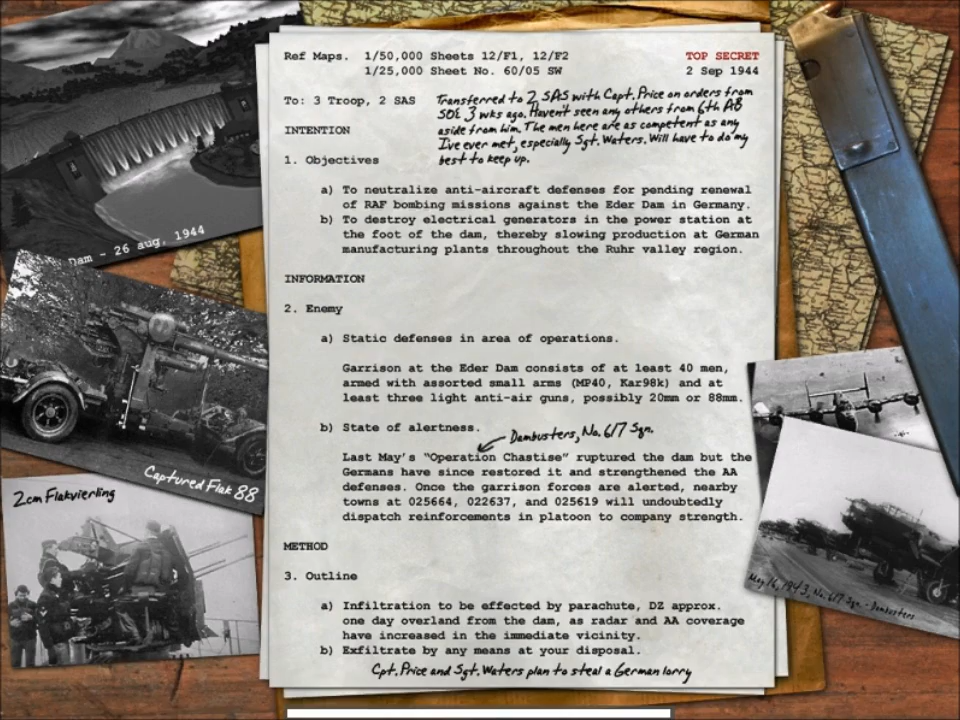 Ref Maps. 1/50,000 Sheets 12/F1, 12/F2
1/25,000 Sheet No. 60/05 SW
TOP SECRET
2 Sep 1944
To: 3 Troop, 2 SAS
Transferred to 2 SAS with Capt. Price on orders from
SOE 3 wks ago. Haven't seen any others from 6th AB
aside from him. The men here are as competent as any
I've ever met, especially Sgt. Waters. Will have to do my
best to keep up.
INTENTION
1. Objectives
a) To neutralize anti-aircraft defenses for pending renewal
of RAF bombing missions against the Eder Dam in Germany.
b) To destroy electrical generators in the power station at
the foot of the dam, thereby slowing production at German
manufacturing plants throughout the Ruhr valley region.
INFORMATION
2. Enemy
a) Static defenses in area of operations.
Garrison at the Eder Dam consists of at least 40 men,
armed with assorted small arms (MP40, Kar98k) and at
least three light anti-air guns, possibly 20mm or 88mm.
b) State of alertness.
Dambusters, No. 617 Sqn.
Last May's "Operation Chastise" ruptured the dam but the
Germans have since restored it and strengthened the AA
defenses. Once the garrison forces are alerted, nearby
towns at 025664, 022637, and 025619 will undoubtedly
dispatch reinforcements in platoon to company strength.
METHOD
3. Outline
a) Infiltration to be effected by parachute, DZ approx.
one day overland from the dam, as radar and AA coverage
have increased in the immediate vicinity.
b) Exfiltrate by any means at your disposal.
Cpt. Price and Sgt. Waters plan to steal a German lorry
Dam - 26 aug. 1944
Captured Flak 88
2cm Flakvierling
May 16, 1943, No. 617 Sqn. - Dambusters